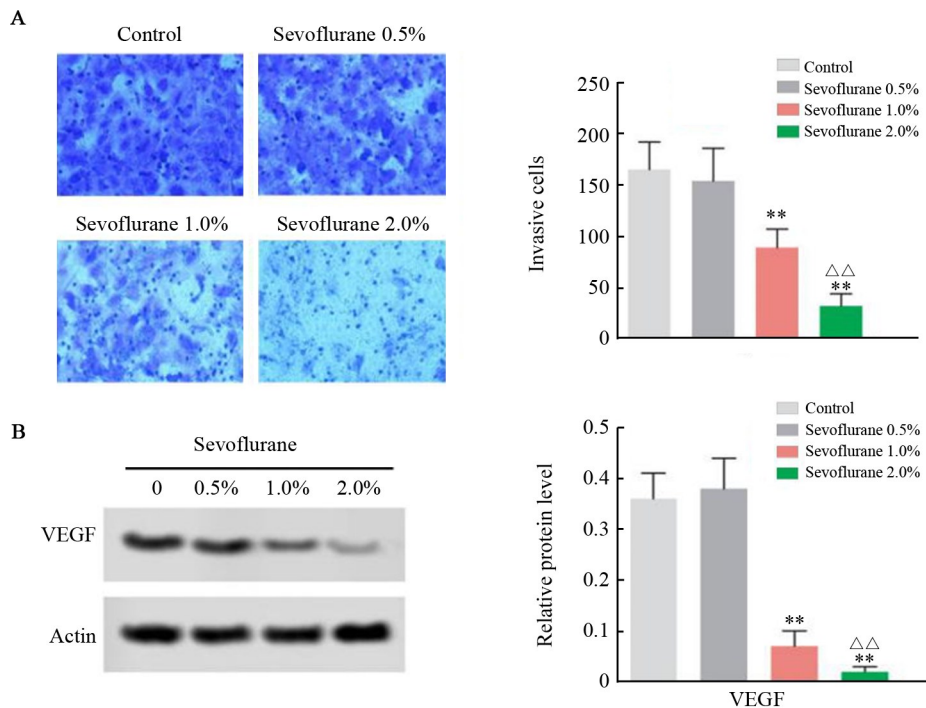 A
Control
Sevoflurane 0.5%
Sevoflurane 1.0%
Sevoflurane 2.0%
Invasive cells
250
200
150
100
50
0
**
△△
**
Control
Sevoflurane 0.5%
Sevoflurane 1.0%
Sevoflurane 2.0%
B
Sevoflurane
0 0.5% 1.0% 2.0%
VEGF
Actin
Relative protein level
0.5
0.4
0.3
0.2
0.1
0
**
△△
**
Control
Sevoflurane 0.5%
Sevoflurane 1.0%
Sevoflurane 2.0%
VEGF